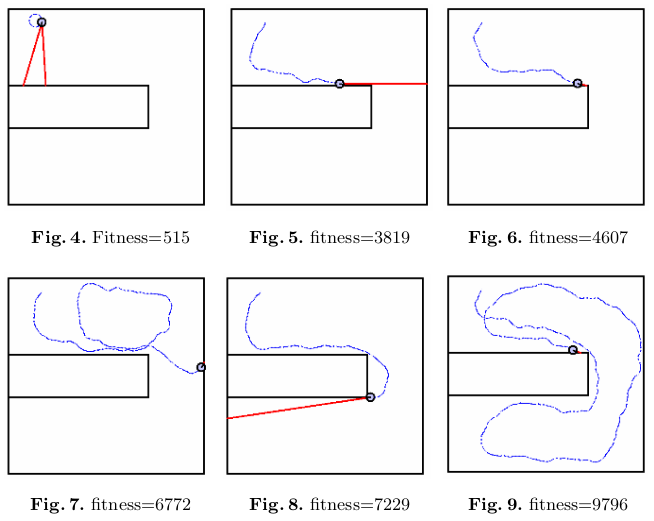 Fig. 4. Fitness=515
Fig. 5. fitness=3819
Fig. 6. fitness=4607
Fig. 7. fitness=6772
Fig. 8. fitness=7229
Fig. 9. fitness=9796